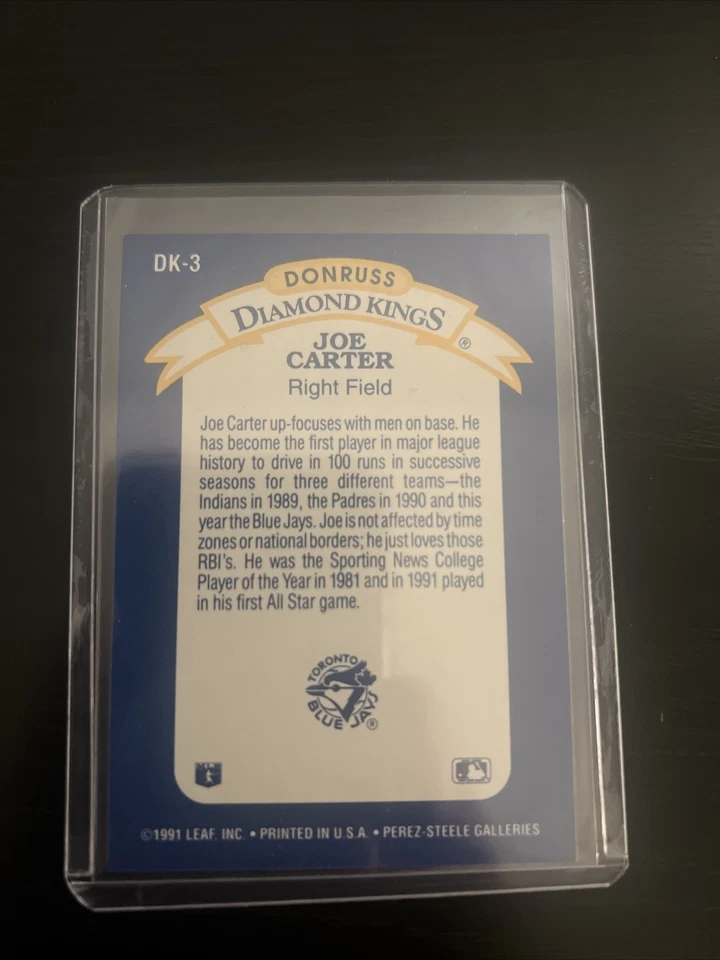 DK-3
DONRUSS
DIAMOND KINGS
®
JOE
CARTER
Right Field
Joe Carter up-focuses with men on base. He
has become the first player in major league
history to drive in 100 runs in successive
seasons for three different teams—the
Indians in 1989, the Padres in 1990 and this
year the Blue Jays. Joe is not affected by time
zones or national borders; he just loves those
RBI's. He was the Sporting News College
Player of the Year in 1981 and in 1991 played
in his first All Star game.
TORONTO
BLUE JAYS ®
©1991 LEAF, INC. • PRINTED IN U.S.A. • PEREZ-STEELE GALLERIES